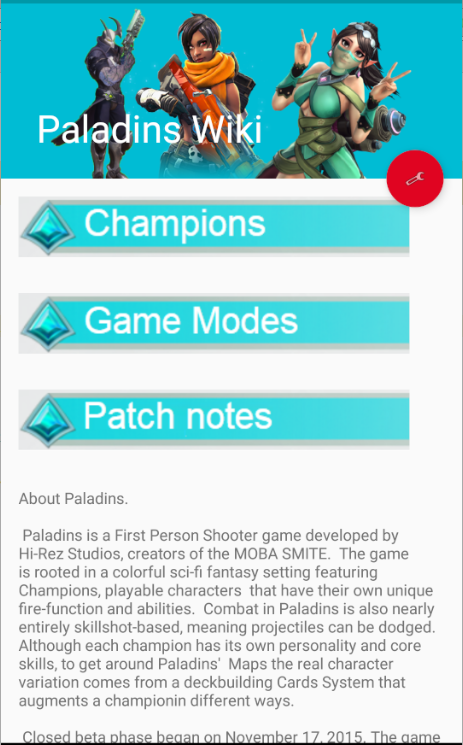 Paladins Wiki
Champions
Game Modes
Patch notes
About Paladins.
Paladins is a First Person Shooter game developed by
Hi-Rez Studios, creators of the MOBA SMITE.  The game
is rooted in a colorful sci-fi fantasy setting featuring
Champions, playable characters  that have their own unique
fire-function and abilities.  Combat in Paladins is also nearly
entirely skillshot-based, meaning projectiles can be dodged.
Although each champion has its own personality and core
skills, to get around Paladins'  Maps the real character
variation comes from a deckbuilding Cards System that
augments a championin different ways.
Closed beta phase began on November 17, 2015. The game